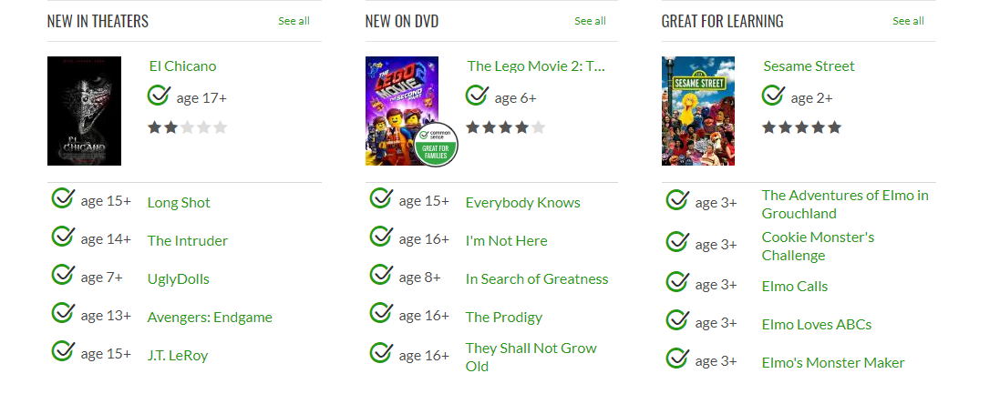 NEW IN THEATERS See all
El Chicano
age 17+
EL CHICANO
age 15+ Long Shot
age 14+ The Intruder
age 7+ UglyDolls
age 13+ Avengers: Endgame
age 15+ J.T. LeRoy
NEW ON DVD See all
The Lego Movie 2: T...
age 6+
THE LEGO MOVIE 2
THE SECOND PART
common sense
GREAT FOR FAMILIES
age 15+ Everybody Knows
age 16+ I'm Not Here
age 8+ In Search of Greatness
age 16+ The Prodigy
age 16+ They Shall Not Grow
Old
GREAT FOR LEARNING See all
Sesame Street
age 2+
SESAME STREET
age 3+ The Adventures of Elmo in
Grouchland
age 3+ Cookie Monster's
Challenge
age 3+ Elmo Calls
age 3+ Elmo Loves ABCs
age 3+ Elmo's Monster Maker